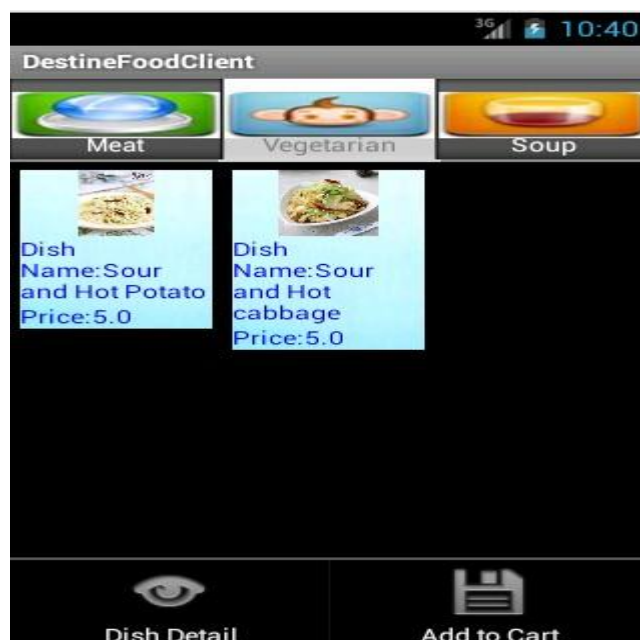 3G 10:40
DestineFoodClient
Meat Vegetarian Soup
Dish
Name:Sour
and Hot Potato
Price:5.0
Dish
Name:Sour
and Hot
cabbage
Price:5.0
Dish Detail Add to Cart